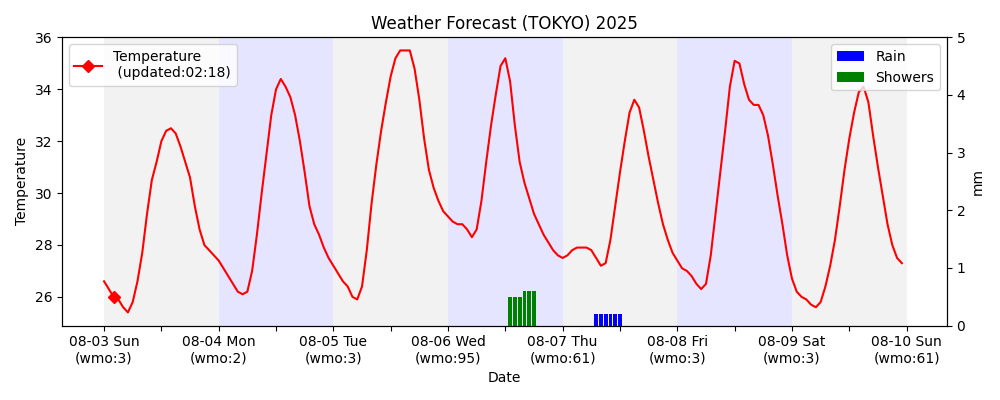 Weather Forecast (TOKYO) 2025
Temperature
(updated:02:18)
Rain
Showers
Temperature
36
34
32
30
28
26
5
4
3
2
1
0
mm
08-03 Sun
(wmo:3)
08-04 Mon
(wmo:2)
08-05 Tue
(wmo:3)
08-06 Wed
(wmo:95)
08-07 Thu
(wmo:61)
08-08 Fri
(wmo:3)
08-09 Sat
(wmo:3)
08-10 Sun
(wmo:61)
Date